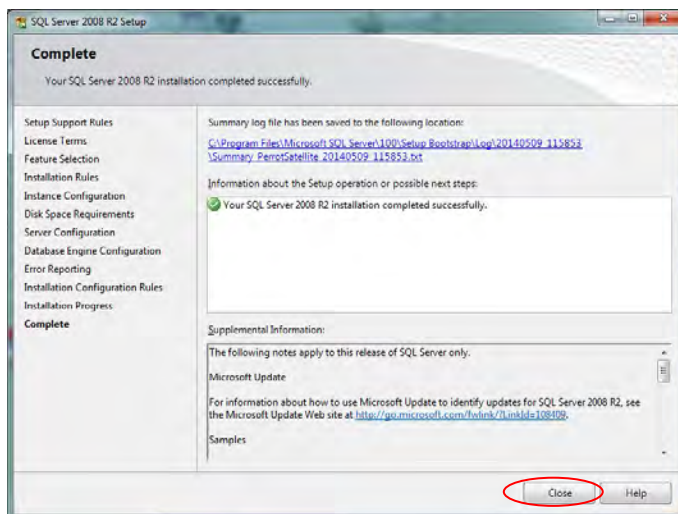 SQL Server 2008 R2 Setup
Complete
Your SQL Server 2008 R2 installation completed successfully.
Setup Support Rules
License Terms
Feature Selection
Installation Rules
Instance Configuration
Disk Space Requirements
Server Configuration
Database Engine Configuration
Error Reporting
Installation Configuration Rules
Installation Progress
Complete
Summary log file has been saved to the following location:
C:\Program Files\Microsoft SQL Server\100\Setup Bootstrap\Log\20140509_115853
\Summary_PerrotSatellite_20140509_115853.txt
Information about the Setup operation or possible next steps:
Your SQL Server 2008 R2 installation completed successfully.
Supplemental Information:
The following notes apply to this release of SQL Server only.
Microsoft Update
For information about how to use Microsoft Update to identify updates for SQL Server 2008 R2, see
the Microsoft Update Web site at http://go.microsoft.com/fwlink/?LinkId=108409.
Samples
Close
Help